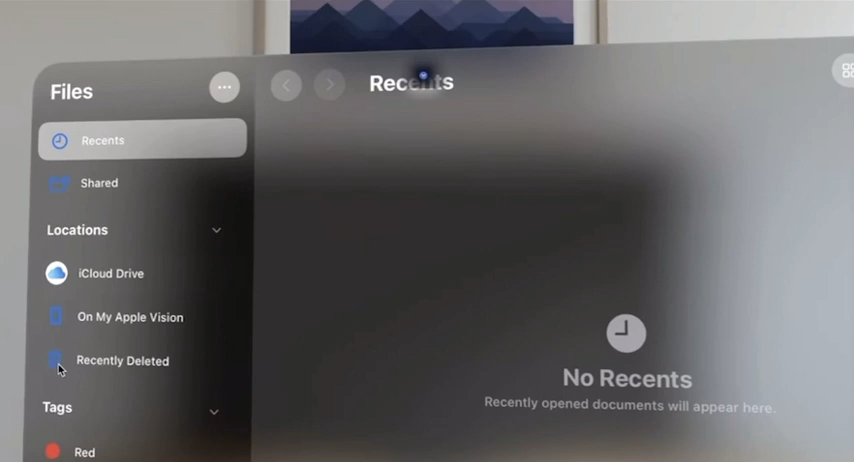 Files
Recents
Shared
Locations
iCloud Drive
On My Apple Vision
Recently Deleted
Tags
Red
Recents
No Recents
Recently opened documents will appear here.